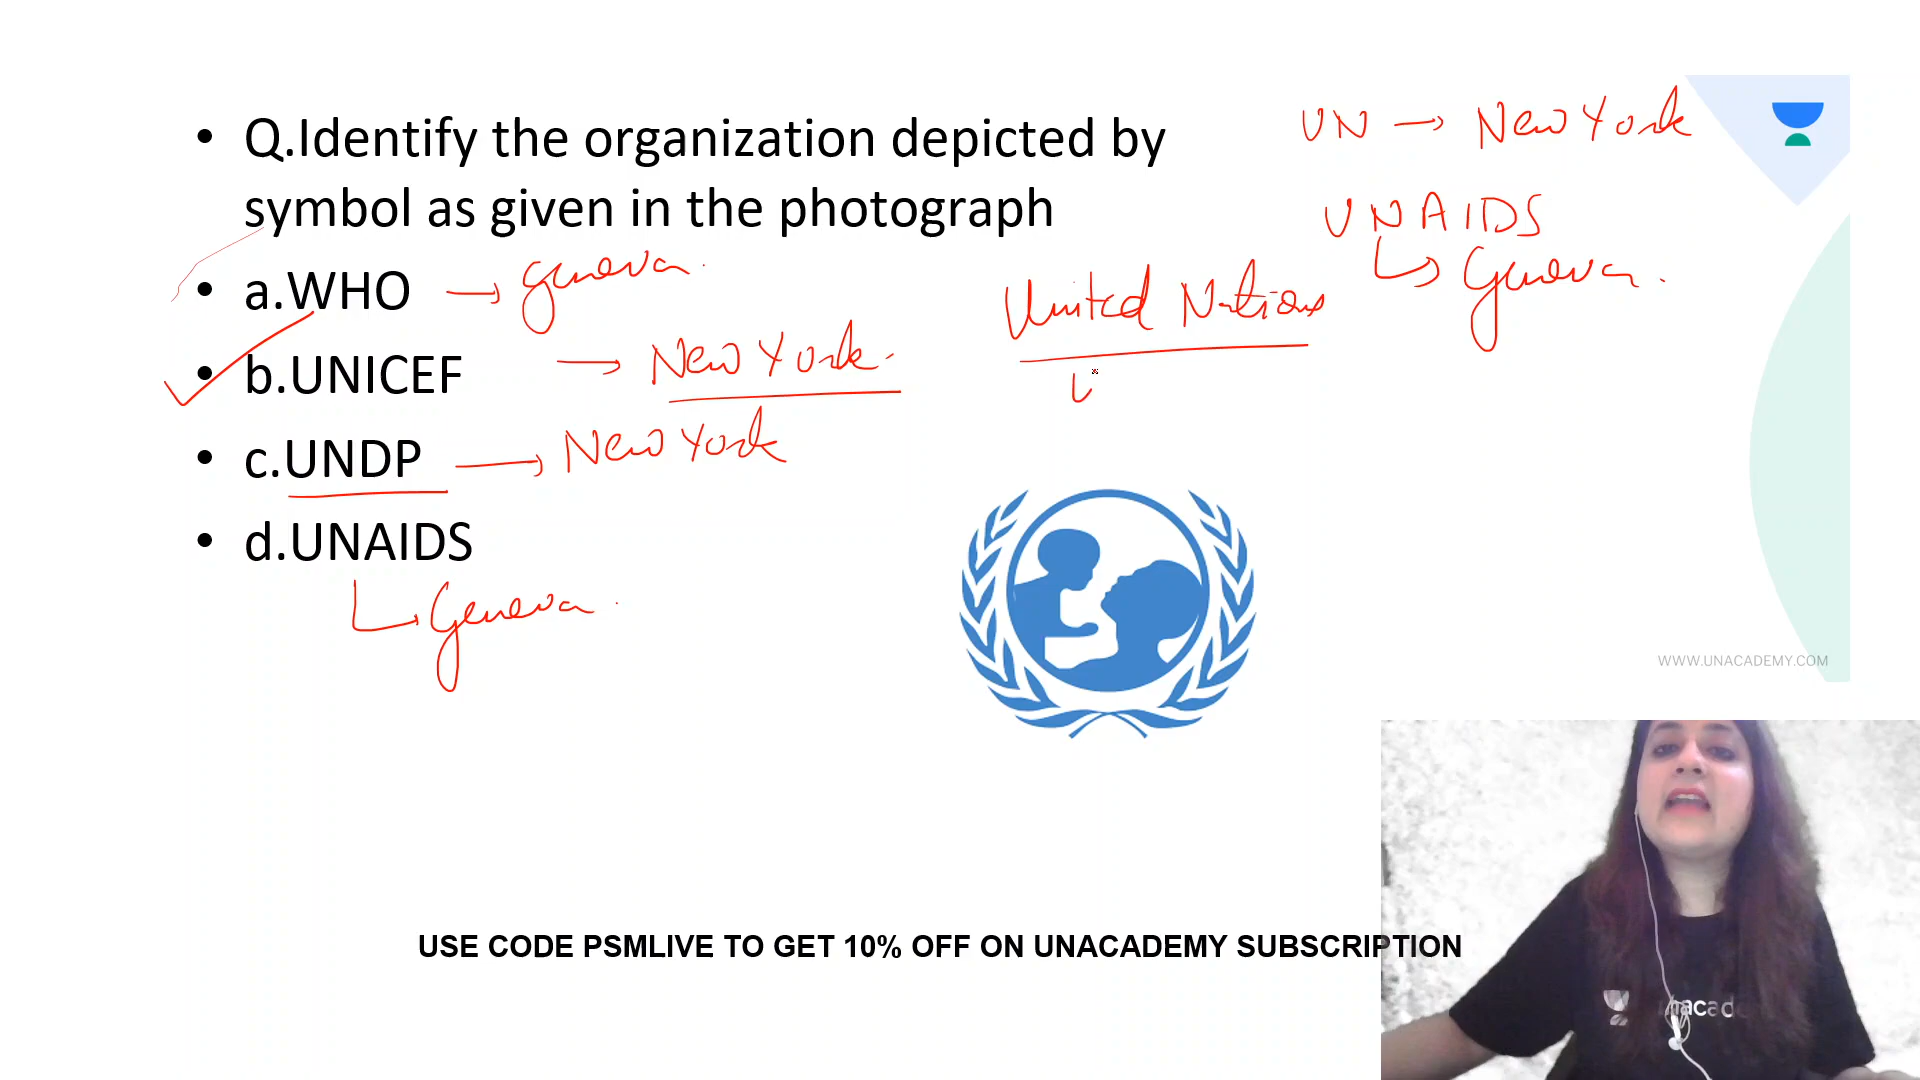 • Q.Identify the organization depicted by
symbol as given in the photograph
UN → New York
UNAIDS
↳ Geneva.
• a.WHO → geneva.
United Nations
• b.UNICEF → New York.
• c.UNDP → New York
• d.UNAIDS
↳ Geneva.
WWW.UNACADEMY.COM
USE CODE PSMLIVE TO GET 10% OFF ON UNACADEMY SUBSCRIPTION